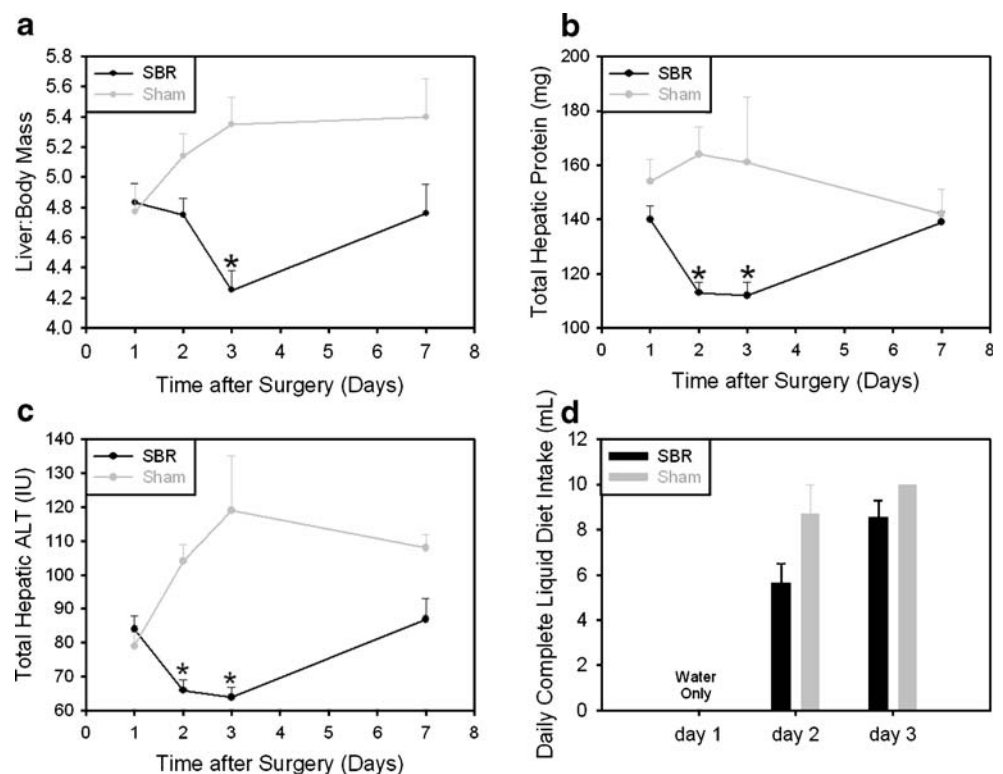 a
5.8
5.6
5.4
5.2
5.0
4.8
4.6
4.4
4.2
4.0
Liver:Body Mass
SBR
Sham
*
0 1 2 3 4 5 6 7 8
Time after Surgery (Days)
b
200
180
160
140
120
100
Total Hepatic Protein (mg)
SBR
Sham
* *
0 1 2 3 4 5 6 7 8
Time after Surgery (Days)
c
140
130
120
110
100
90
80
70
60
Total Hepatic ALT (IU)
SBR
Sham
* *
0 1 2 3 4 5 6 7 8
Time after Surgery (Days)
d
12
10
8
6
4
2
0
Daily Complete Liquid Diet Intake (mL)
SBR
Sham
Water
Only
day 1 day 2 day 3